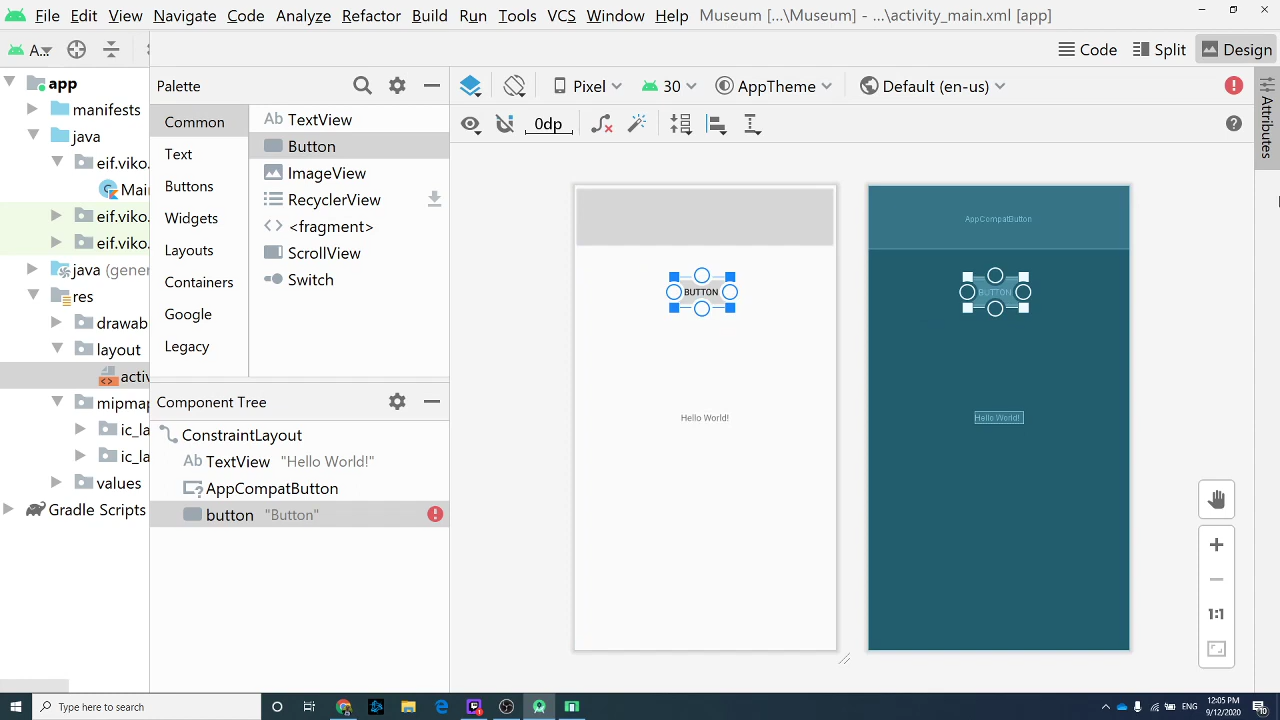 File Edit View Navigate Code Analyze Refactor Build Run Tools VCS Window Help Museum [...\Museum] - ...\activity_main.xml [app]
A...
Code Split Design
app
manifests
java
eif.viko.
Mai
eif.viko.
eif.viko.
java (gener
res
drawab
layout
activ
mipmap
ic_la
ic_la
values
Gradle Scripts
Palette
Common
Text
Buttons
Widgets
Layouts
Containers
Google
Legacy
Ab TextView
Button
ImageView
RecyclerView
<> <fragment>
ScrollView
Switch
Component Tree
ConstraintLayout
Ab TextView "Hello World!"
AppCompatButton
button "Button"
Pixel 30 AppTheme Default (en-us)
0dp
BUTTON
Hello World!
AppCompatButton
BUTTON
Hello World!
Attributes
1:1
Type here to search
ENG
12:05 PM
9/12/2020